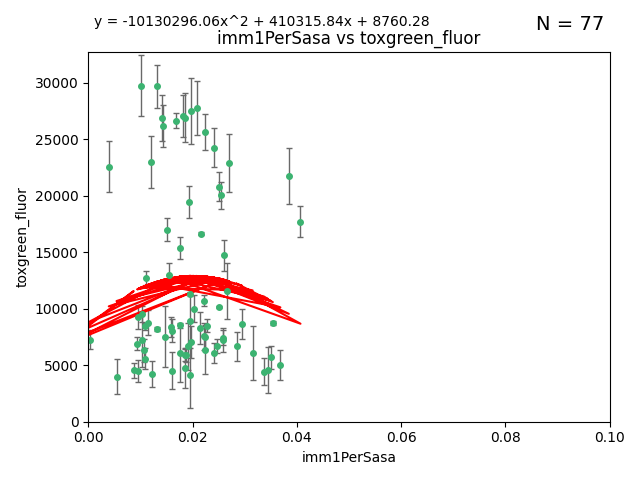 y = -10130296.06x^2 + 410315.84x + 8760.28
N = 77
imm1PerSasa vs toxgreen_fluor
30000
25000
20000
15000
10000
5000
0
toxgreen_fluor
0.00 0.02 0.04 0.06 0.08 0.10
imm1PerSasa